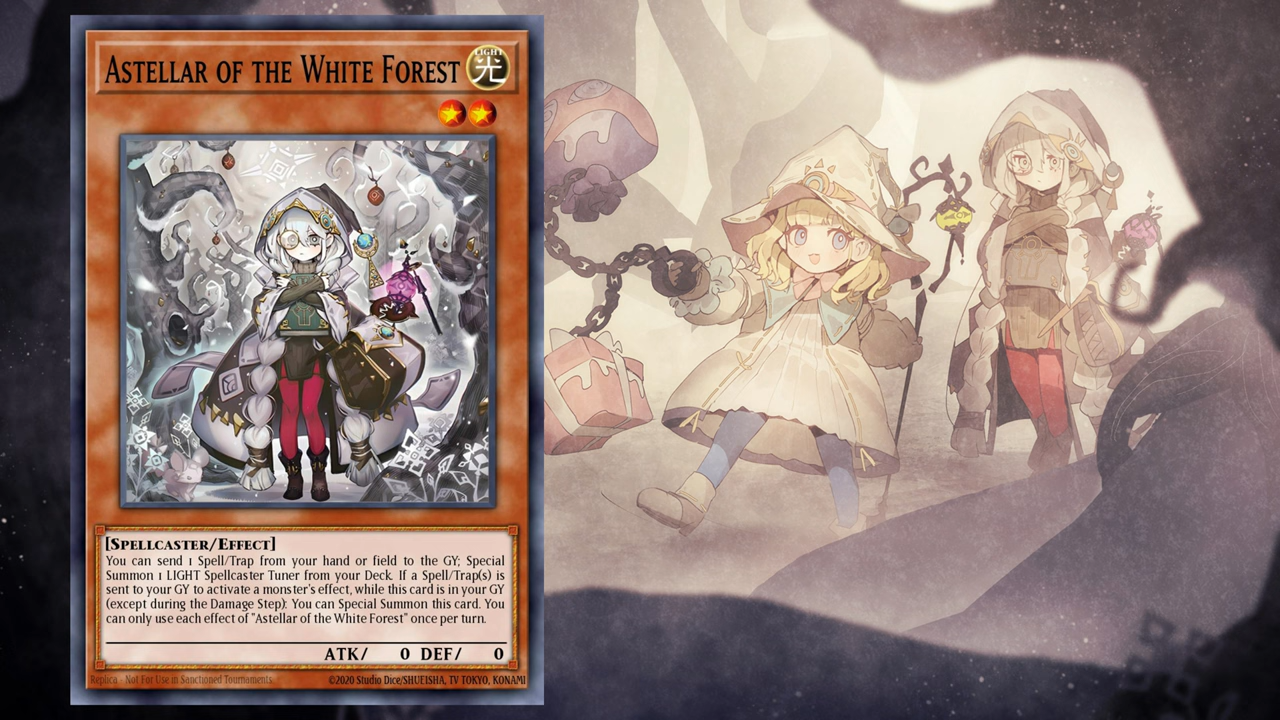 ASTELLAR OF THE WHITE FOREST
LIGHT
光
[SPELLCASTER/EFFECT]
You can send 1 Spell/Trap from your hand or field to the GY; Special
Summon 1 LIGHT Spellcaster Tuner from your Deck. If a Spell/Trap(s) is
sent to your GY to activate a monster's effect, while this card is in your GY
(except during the Damage Step): You can Special Summon this card. You
can only use each effect of "Astellar of the White Forest" once per turn.
ATK/ 0 DEF/ 0
Replica - Not For Use in Sanctioned Tournaments
©2020 Studio Dice/SHUEISHA, TV TOKYO, KONAMI